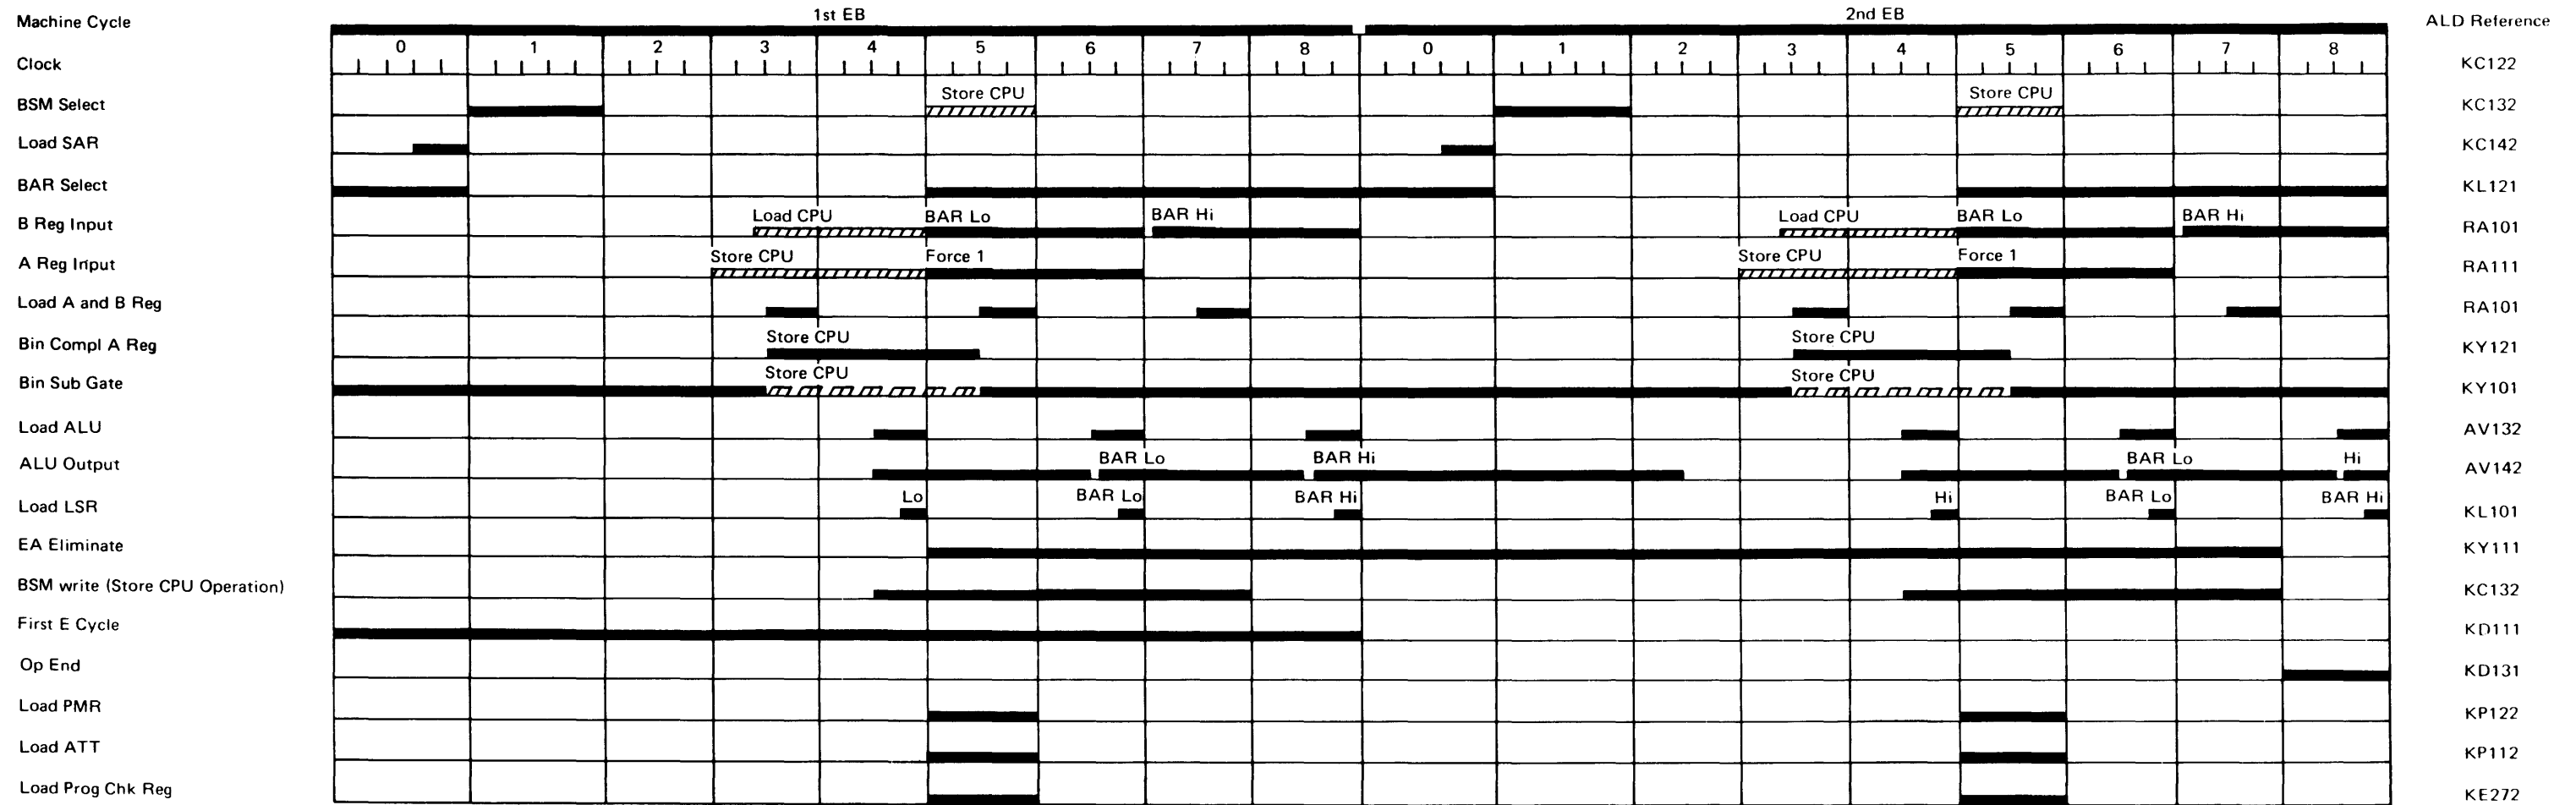 Machine Cycle 1st EB 2nd EB ALD Reference
0 1 2 3 4 5 6 7 8 0 1 2 3 4 5 6 7 8
Clock KC122
Store CPU Store CPU
BSM Select KC132
Load SAR KC142
BAR Select KL121
Load CPU BAR Lo BAR Hi Load CPU BAR Lo BAR Hi
B Reg Input RA101
Store CPU Force 1 Store CPU Force 1
A Reg Input RA111
Load A and B Reg RA101
Store CPU Store CPU
Bin Compl A Reg KY121
Store CPU Store CPU
Bin Sub Gate KY101
Load ALU AV132
BAR Lo BAR Hi BAR Lo Hi
ALU Output AV142
Lo BAR Lo BAR Hi Hi BAR Lo BAR Hi
Load LSR KL101
EA Eliminate KY111
BSM write (Store CPU Operation) KC132
First E Cycle KD111
Op End KD131
Load PMR KP122
Load ATT KP112
Load Prog Chk Reg KE272